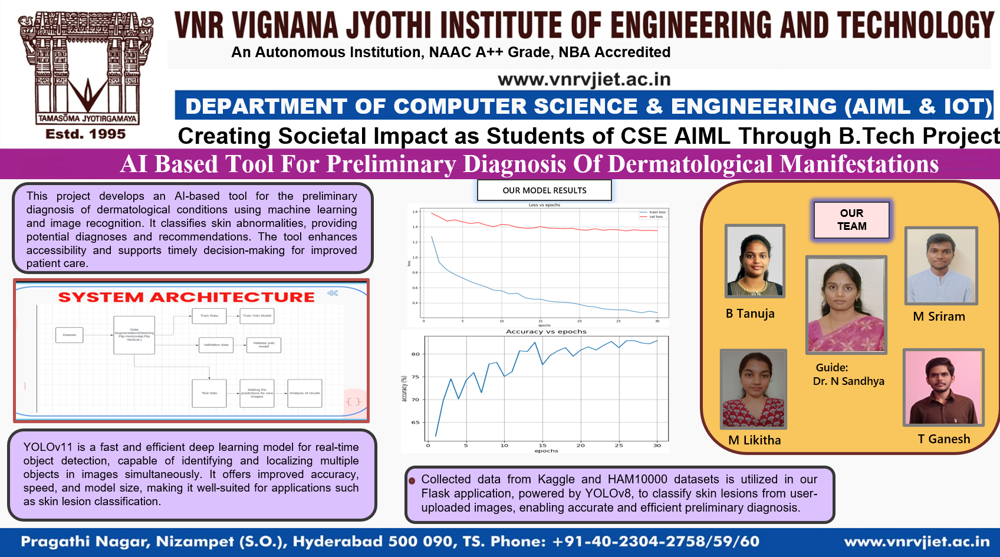 VNR VIGNANA JYOTHI INSTITUTE OF ENGINEERING AND TECHNOLOGY
An Autonomous Institution, NAAC A++ Grade, NBA Accredited
www.vnrvjiet.ac.in
TAMASŌMA JYOTIRGAMAYA
Estd. 1995
DEPARTMENT OF COMPUTER SCIENCE & ENGINEERING (AIML & IOT)
Creating Societal Impact as Students of CSE AIML Through B.Tech Project
AI Based Tool For Preliminary Diagnosis Of Dermatological Manifestations
This project develops an AI-based tool for the preliminary
diagnosis of dermatological conditions using machine learning
and image recognition. It classifies skin abnormalities, providing
potential diagnoses and recommendations. The tool enhances
accessibility and supports timely decision-making for improved
patient care.
SYSTEM ARCHITECTURE
Dataset
Data
Augmentation(Resizing
Flip Horizontal,Flip
Vertical )
Train Data
Train Yolo Model
Validation data
Validate yolo
model
Test data
Making the
predictions for new
images
Analysis of results
{ }
YOLOv11 is a fast and efficient deep learning model for real-time
object detection, capable of identifying and localizing multiple
objects in images simultaneously. It offers improved accuracy,
speed, and model size, making it well-suited for applications such
as skin lesion classification.
OUR MODEL RESULTS
Loss vs epochs
train loss
val loss
1.6
1.4
1.2
1.0
0.8
0.6
0.4
loss
0 5 10 15 20 25 30
epochs
Accuracy vs epochs
80
75
70
65
accuracy (%)
0 5 10 15 20 25 30
epochs
Collected data from Kaggle and HAM10000 datasets is utilized in our
Flask application, powered by YOLOv8, to classify skin lesions from user-
uploaded images, enabling accurate and efficient preliminary diagnosis.
OUR
TEAM
B Tanuja
M Sriram
Guide:
Dr. N Sandhya
M Likitha
T Ganesh
Pragathi Nagar, Nizampet (S.O.), Hyderabad 500 090, TS. Phone: +91-40-2304-2758/59/60
www.vnrvjiet.ac.in